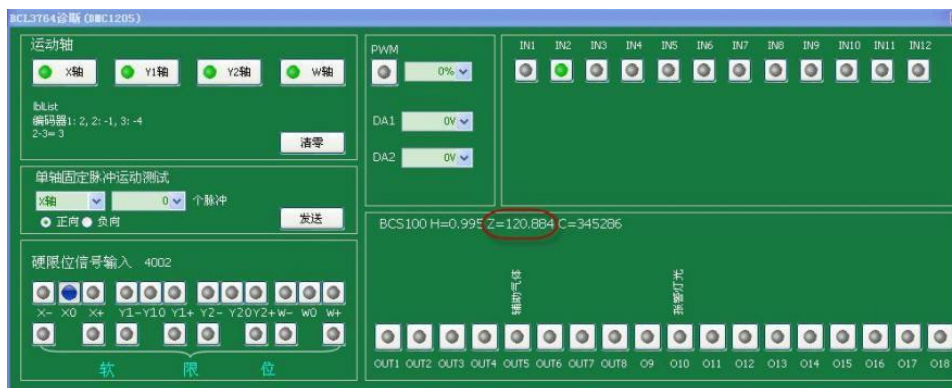 BCL3764诊断(DMC1205)
运动轴
X轴 Y1轴 Y2轴 W轴
lblList
编码器1: 2, 2: -1, 3: -4
2-3= 3
清零
单轴固定脉冲运动测试
X轴 0 个脉冲
正向 负向
发送
硬限位信号输入 4002
X- X0 X+ Y1-Y10 Y1+ Y2- Y20Y2+W- W0 W+
软 限 位
PWM
0%
DA1 0V
DA2 0V
IN1 IN2 IN3 IN4 IN5 IN6 IN7 IN8 IN9 IN10 IN11 IN12
BCS100 H=0.995 Z=120.884 C=345286
辅助气体
报警灯光
OUT1 OUT2 OUT3 OUT4 OUT5 OUT6 OUT7 OUT8 O9 O10 O11 O12 O13 O14 O15 O16 O17 O18